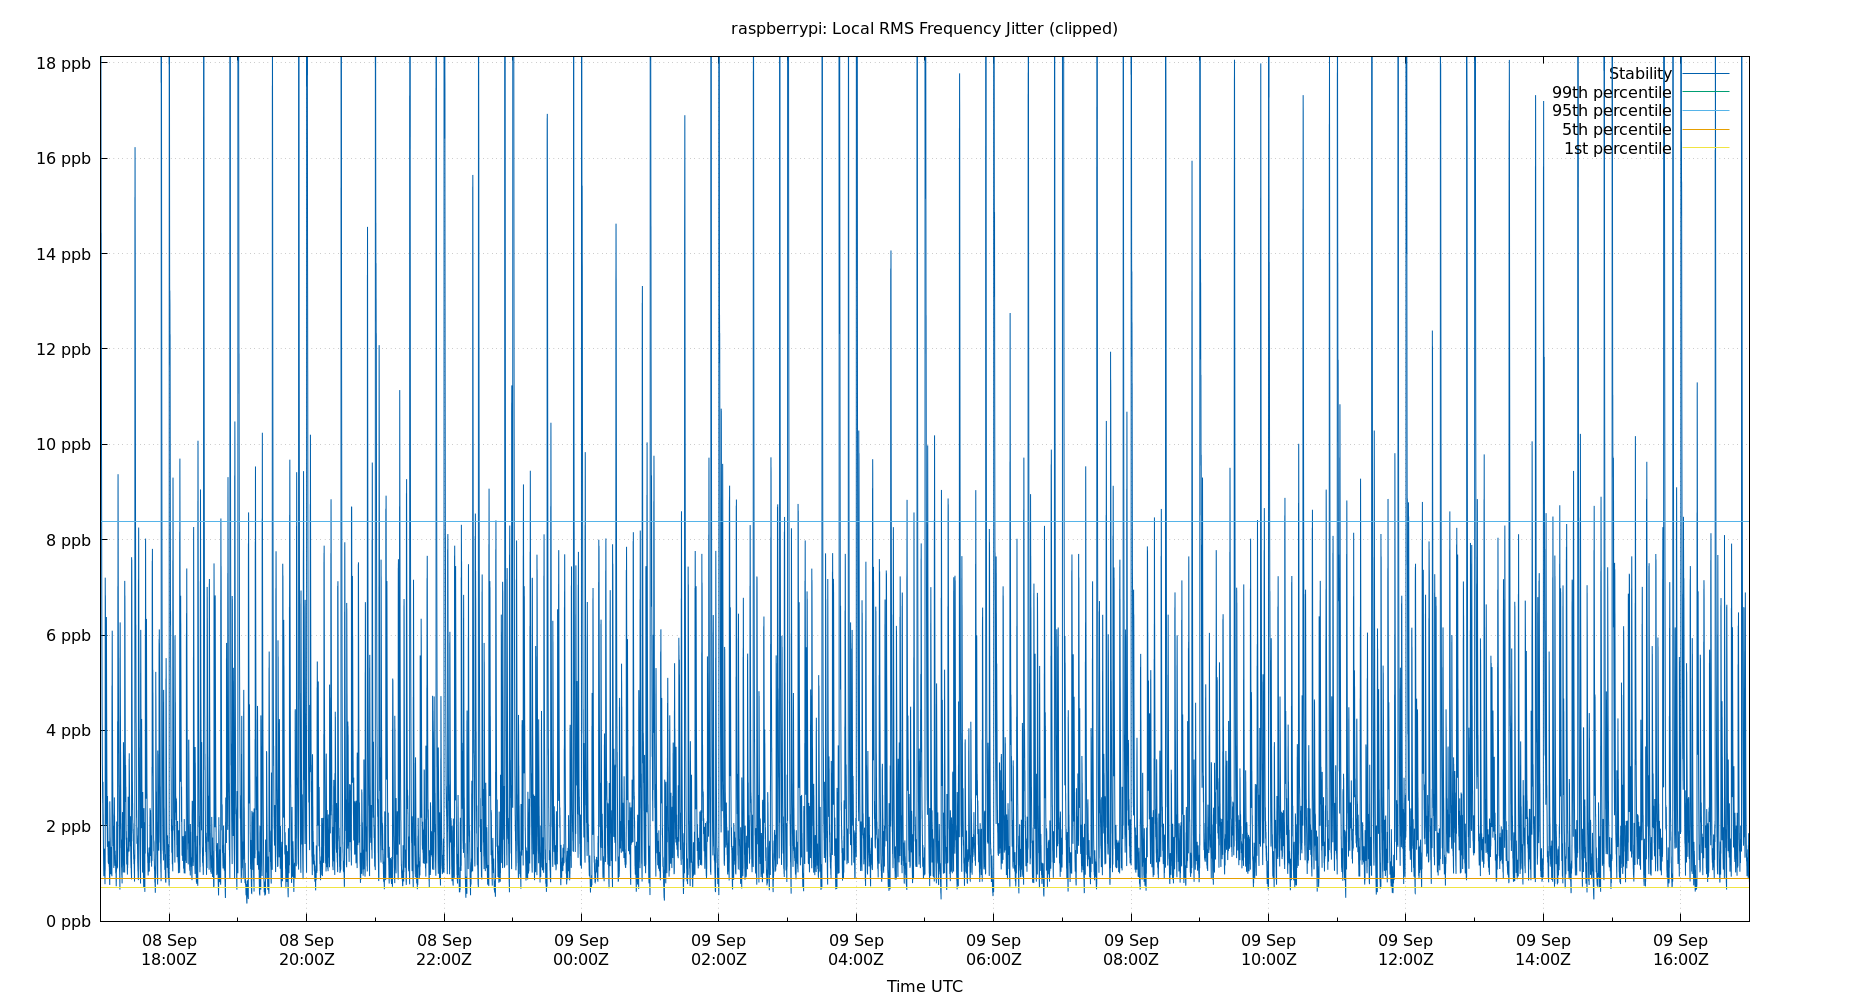 raspberrypi: Local RMS Frequency Jitter (clipped)
18 ppb
16 ppb
14 ppb
12 ppb
10 ppb
8 ppb
6 ppb
4 ppb
2 ppb
0 ppb
Stability
99th percentile
95th percentile
5th percentile
1st percentile
08 Sep 08 Sep 08 Sep 09 Sep 09 Sep 09 Sep 09 Sep 09 Sep 09 Sep 09 Sep 09 Sep 09 Sep
18:00Z 20:00Z 22:00Z 00:00Z 02:00Z 04:00Z 06:00Z 08:00Z 10:00Z 12:00Z 14:00Z 16:00Z
Time UTC